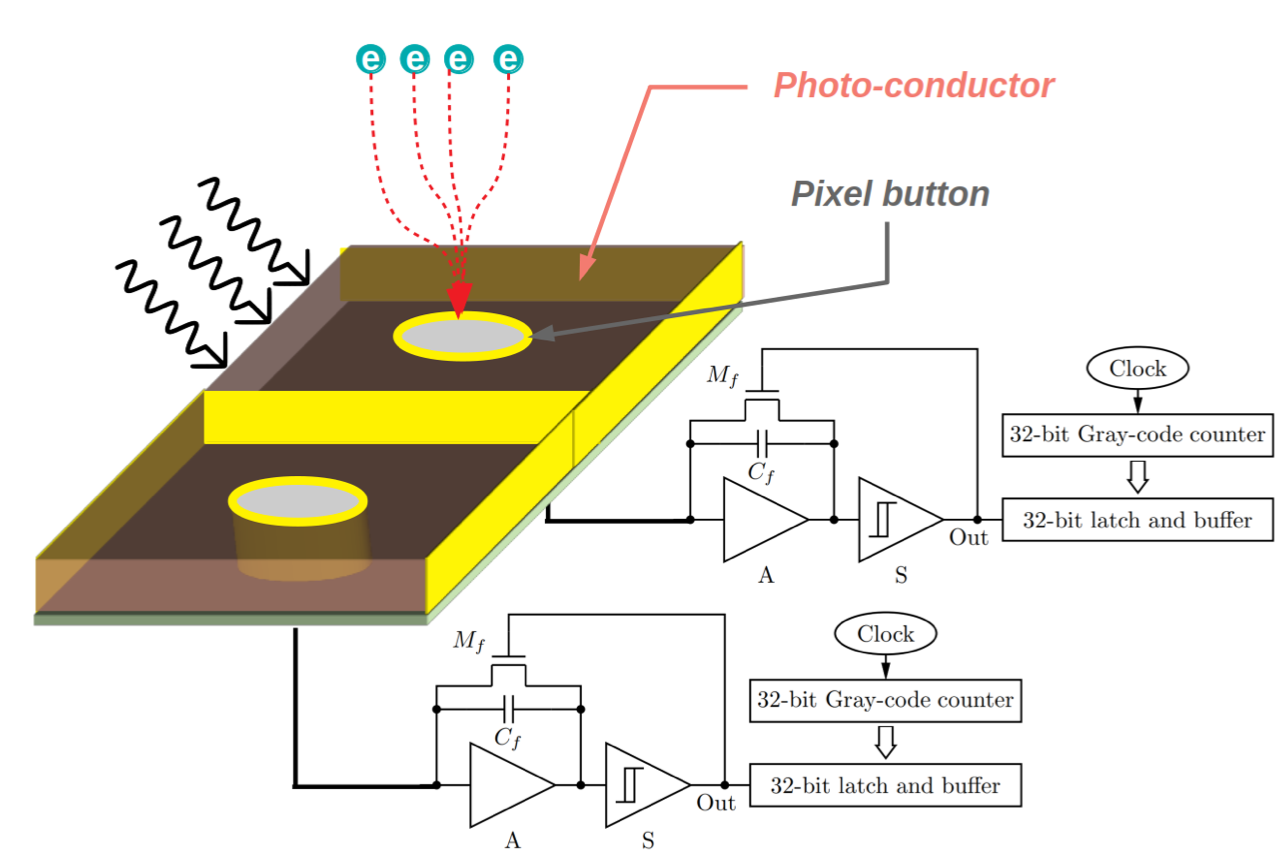 e e e e
Photo-conductor
Pixel button
M_f
Clock
32-bit Gray-code counter
C_f
32-bit latch and buffer
Out
A
S
M_f
Clock
32-bit Gray-code counter
C_f
32-bit latch and buffer
Out
A
S